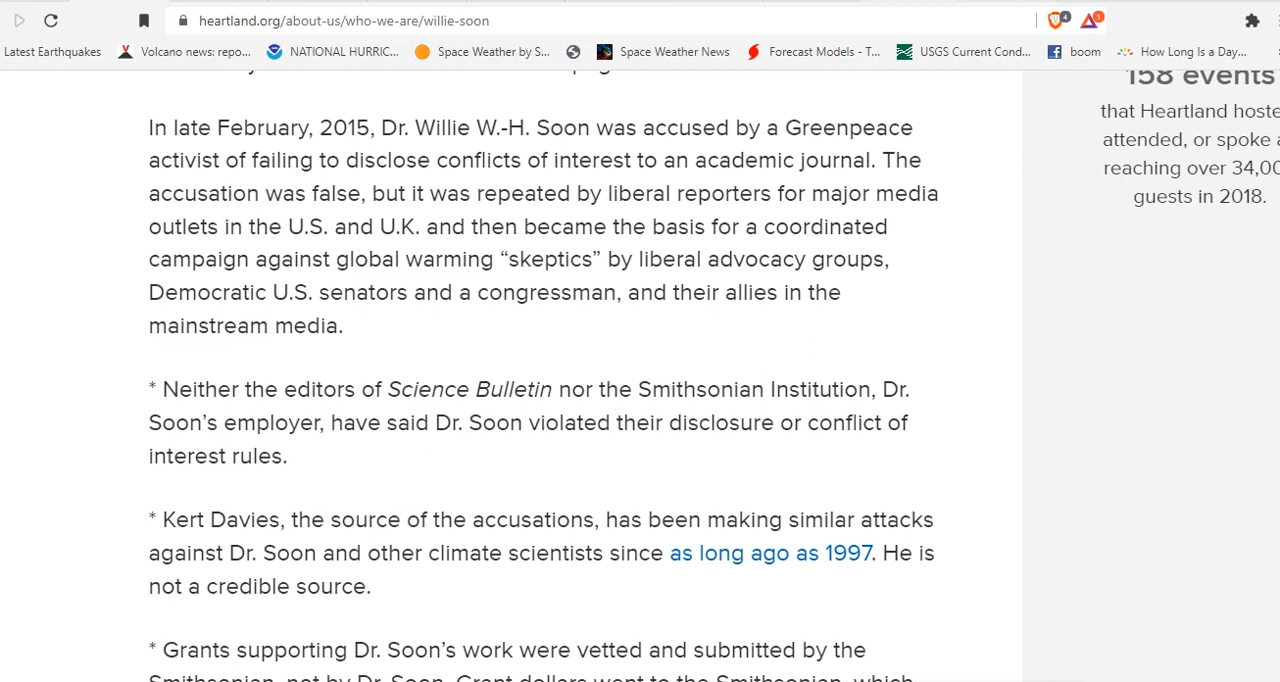 heartland.org/about-us/who-we-are/willie-soon
4
1
Latest Earthquakes Volcano news: repo... NATIONAL HURRIC... Space Weather by S... Space Weather News Forecast Models - T... USGS Current Cond... boom How Long Is a Day...
158 events
that Heartland hoste
attended, or spoke a
reaching over 34,00
guests in 2018.
In late February, 2015, Dr. Willie W.-H. Soon was accused by a Greenpeace
activist of failing to disclose conflicts of interest to an academic journal. The
accusation was false, but it was repeated by liberal reporters for major media
outlets in the U.S. and U.K. and then became the basis for a coordinated
campaign against global warming “skeptics” by liberal advocacy groups,
Democratic U.S. senators and a congressman, and their allies in the
mainstream media.
* Neither the editors of Science Bulletin nor the Smithsonian Institution, Dr.
Soon’s employer, have said Dr. Soon violated their disclosure or conflict of
interest rules.
* Kert Davies, the source of the accusations, has been making similar attacks
against Dr. Soon and other climate scientists since as long ago as 1997. He is
not a credible source.
* Grants supporting Dr. Soon’s work were vetted and submitted by the
Smithsonian, not by Dr. Soon. Grant dollars went to the Smithsonian, which